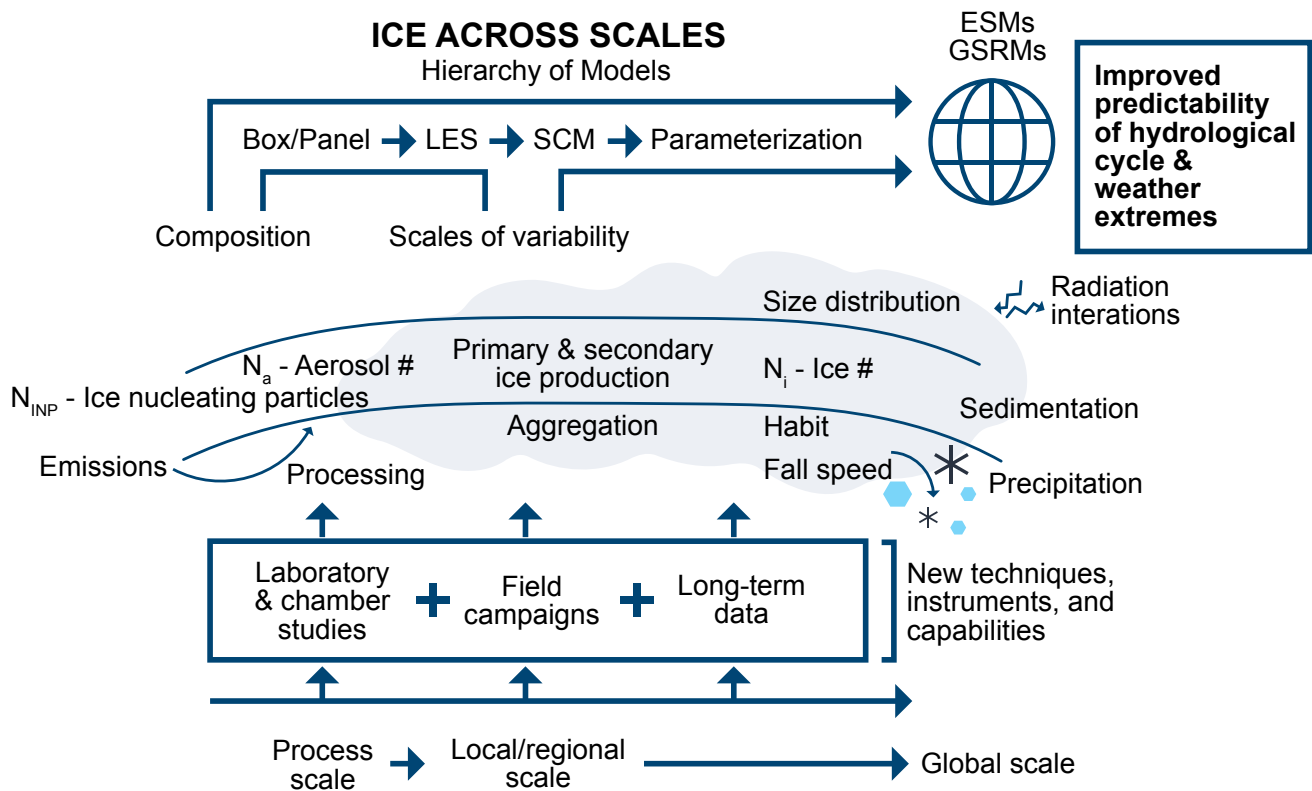 ICE ACROSS SCALES
Hierarchy of Models
ESMs
GSRMs
Improved
predictability
of hydrological
cycle &
weather
extremes
Box/Panel
LES
SCM
Parameterization
Composition
Scales of variability
Size distribution
Radiation
interations
Na - Aerosol #
Primary & secondary
ice production
Ni - Ice #
NINP - Ice nucleating particles
Sedimentation
Aggregation
Habit
Emissions
Processing
Fall speed
Precipitation
Laboratory
& chamber
studies
+
Field
campaigns
+
Long-term
data
New techniques,
instruments, and
capabilities
Process
scale
Local/regional
scale
Global scale